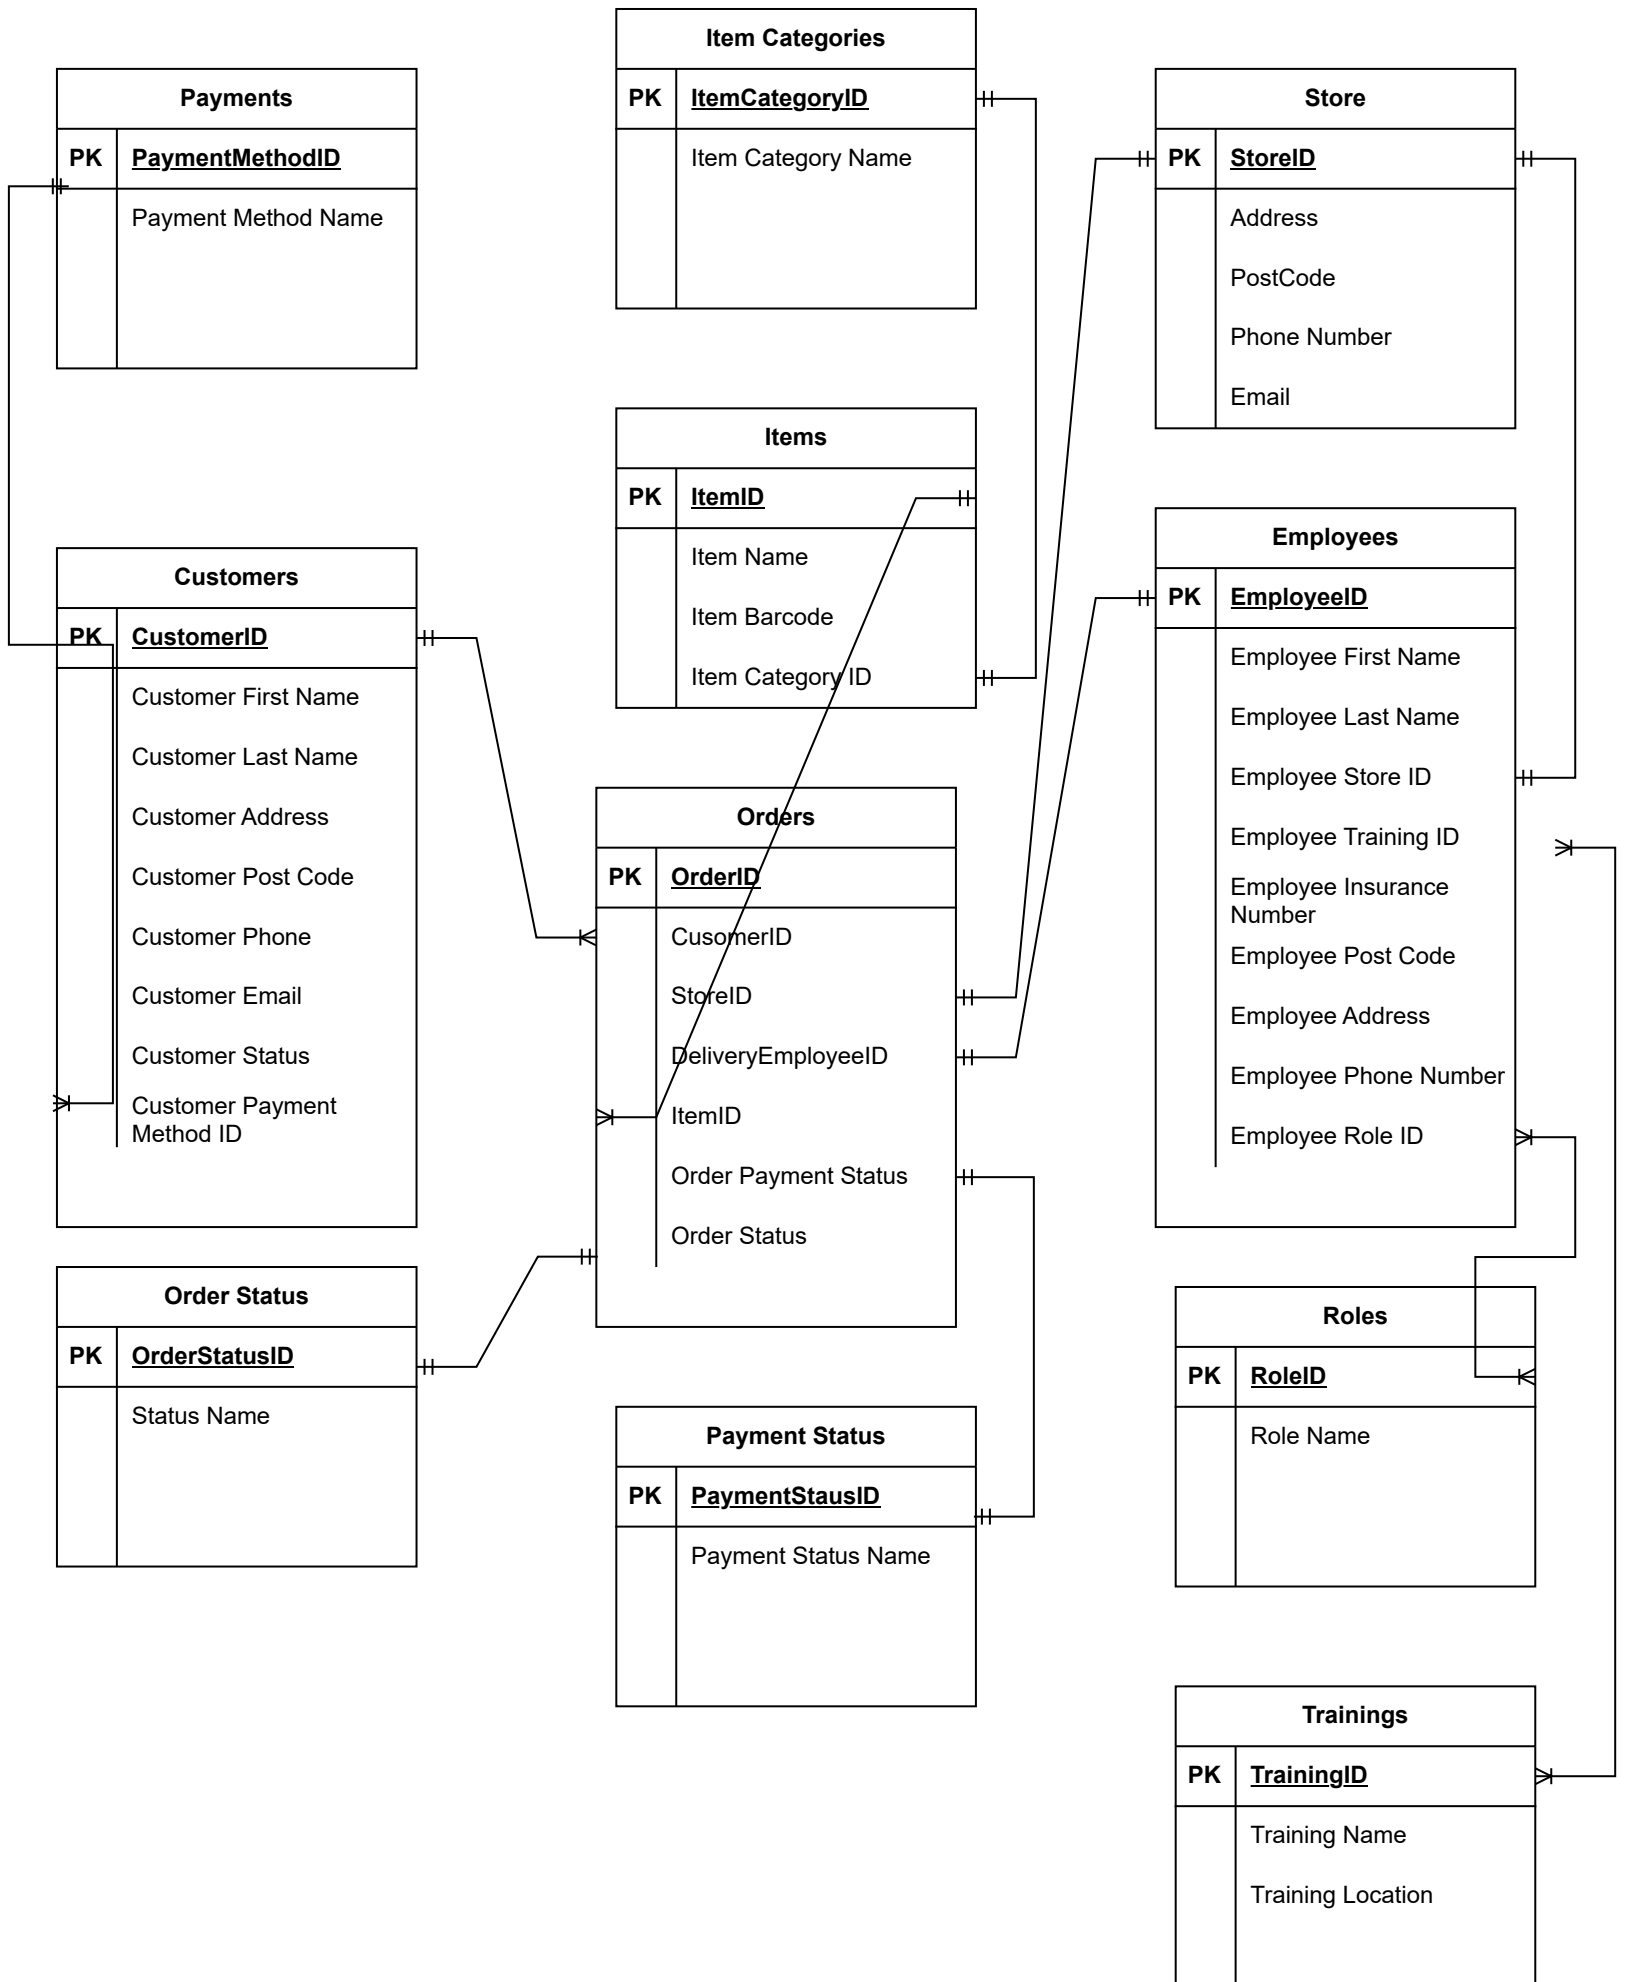 Item Categories
PK ItemCategoryID
Item Category Name
Payments
PK PaymentMethodID
Payment Method Name
Store
PK StoreID
Address
PostCode
Phone Number
Email
Items
PK ItemID
Item Name
Item Barcode
Item Category ID
Customers
PK CustomerID
Customer First Name
Customer Last Name
Customer Address
Customer Post Code
Customer Phone
Customer Email
Customer Status
Customer Payment
Method ID
Employees
PK EmployeeID
Employee First Name
Employee Last Name
Employee Store ID
Employee Training ID
Employee Insurance
Number
Employee Post Code
Employee Address
Employee Phone Number
Employee Role ID
Orders
PK OrderID
CusomerID
StoreID
DeliveryEmployeeID
ItemID
Order Payment Status
Order Status
Order Status
PK OrderStatusID
Status Name
Payment Status
PK PaymentStausID
Payment Status Name
Roles
PK RoleID
Role Name
Trainings
PK TrainingID
Training Name
Training Location